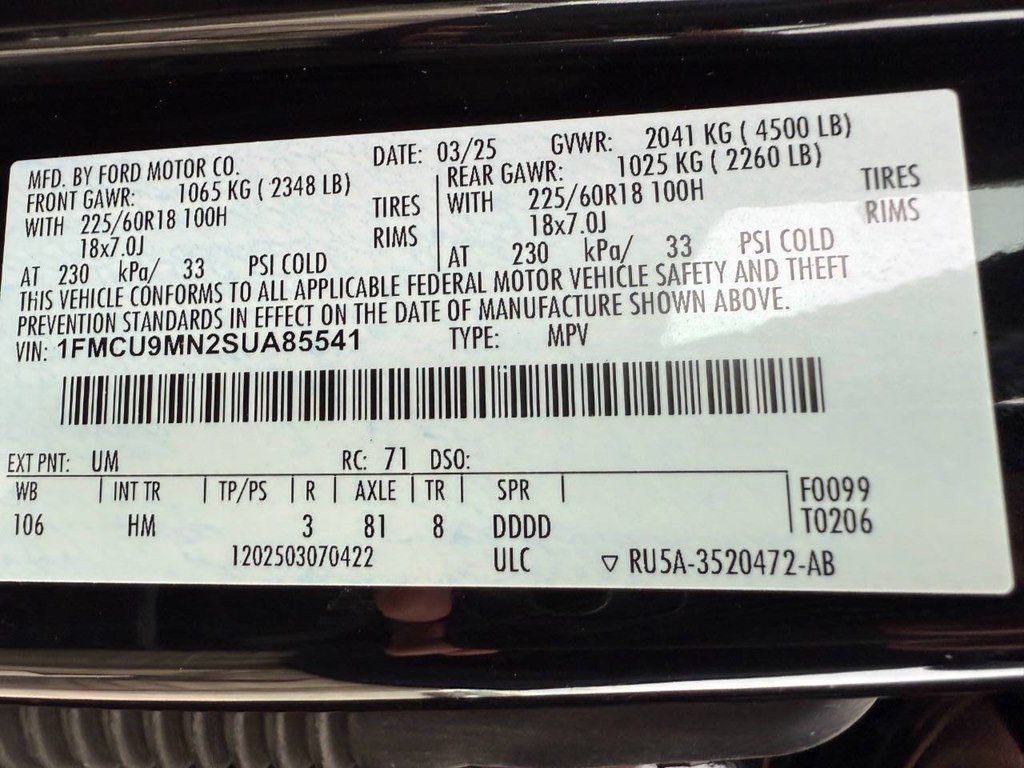 MFD. BY FORD MOTOR CO. DATE: 03/25 GVWR: 2041 KG ( 4500 LB)
FRONT GAWR: 1065 KG ( 2348 LB) REAR GAWR: 1025 KG ( 2260 LB)
WITH 225/60R18 100H TIRES WITH 225/60R18 100H TIRES
18x7.0J RIMS 18x7.0J RIMS
AT 230 kPa/ 33 PSI COLD AT 230 kPa/ 33 PSI COLD
THIS VEHICLE CONFORMS TO ALL APPLICABLE FEDERAL MOTOR VEHICLE SAFETY AND THEFT
PREVENTION STANDARDS IN EFFECT ON THE DATE OF MANUFACTURE SHOWN ABOVE.
VIN: 1FMCU9MN2SUA85541 TYPE: MPV
EXT PNT: UM RC: 71 DSO:
WB INT TR TP/PS R AXLE TR SPR F0099
106 HM 3 81 8 DDDD T0206
1202503070422 ULC ▽ RU5A-3520472-AB